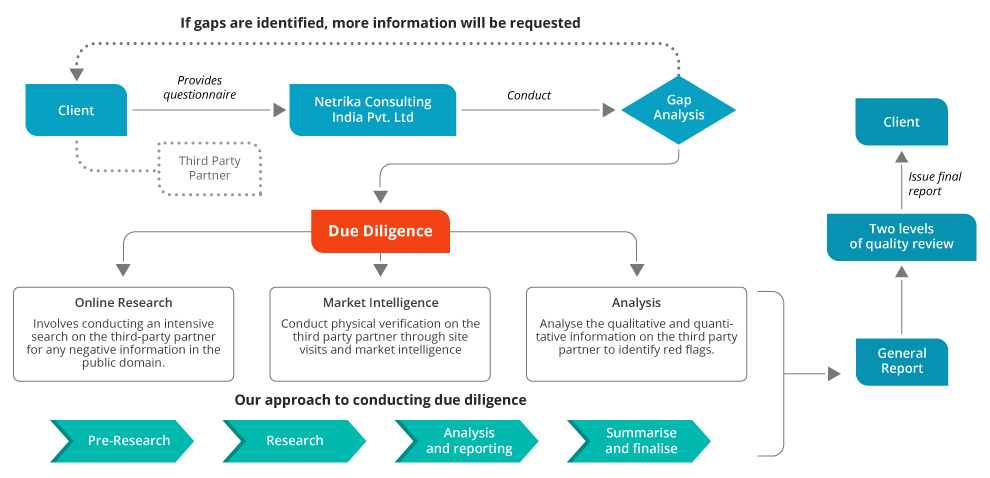 If gaps are identified, more information will be requested
Client
Provides
questionnaire
Netrika Consulting
India Pvt. Ltd
Conduct
Gap
Analysis
Third Party
Partner
Due Diligence
Online Research
Involves conducting an intensive
search on the third-party partner
for any negative information in the
public domain.
Market Intelligence
Conduct physical verification on the
third party partner through site
visits and market intelligence
Analysis
Analyse the qualitative and quanti-
tative information on the third party
partner to identify red flags.
Client
Issue final
report
Two levels
of quality review
General
Report
Our approach to conducting due diligence
Pre-Research
Research
Analysis
and reporting
Summarise
and finalise